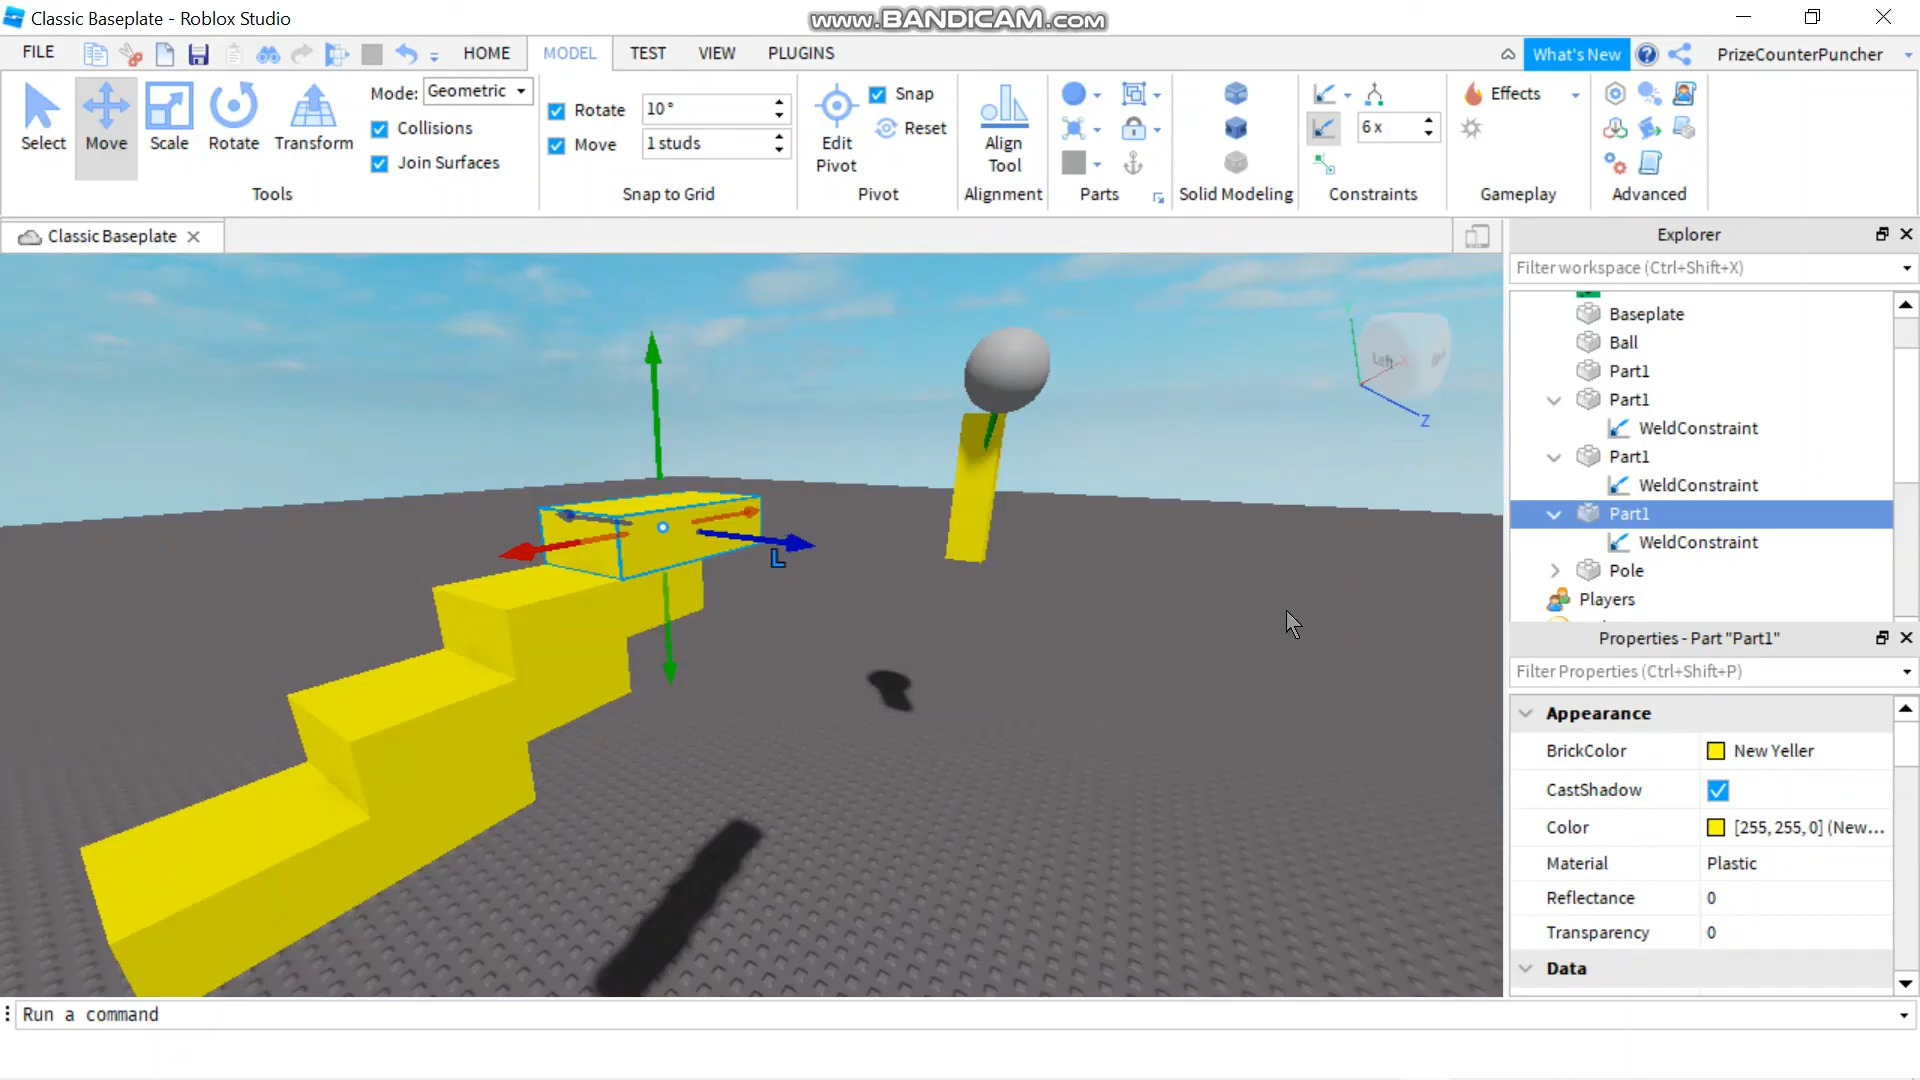 Classic Baseplate - Roblox Studio
www.BANDICAM.com
FILE
HOME
MODEL
TEST
VIEW
PLUGINS
What's New
PrizeCounterPuncher
Select
Move
Scale
Rotate
Transform
Mode: Geometric
Collisions
Join Surfaces
Tools
Rotate 10°
Move 1 studs
Snap to Grid
Edit
Pivot
Snap
Reset
Pivot
Align
Tool
Alignment
Parts
Solid Modeling
6 x
Constraints
Effects
Gameplay
Advanced
Classic Baseplate
Left
Z
L
Explorer
Filter workspace (Ctrl+Shift+X)
Baseplate
Ball
Part1
Part1
WeldConstraint
Part1
WeldConstraint
Part1
WeldConstraint
Pole
Players
Properties - Part "Part1"
Filter Properties (Ctrl+Shift+P)
Appearance
BrickColor New Yeller
CastShadow
Color [255, 255, 0] (New...
Material Plastic
Reflectance 0
Transparency 0
Data
Run a command